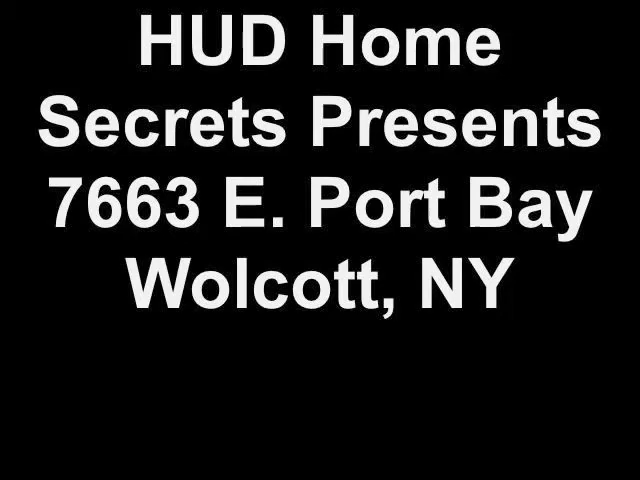 HUD Home
Secrets Presents
7663 E. Port Bay
Wolcott, NY